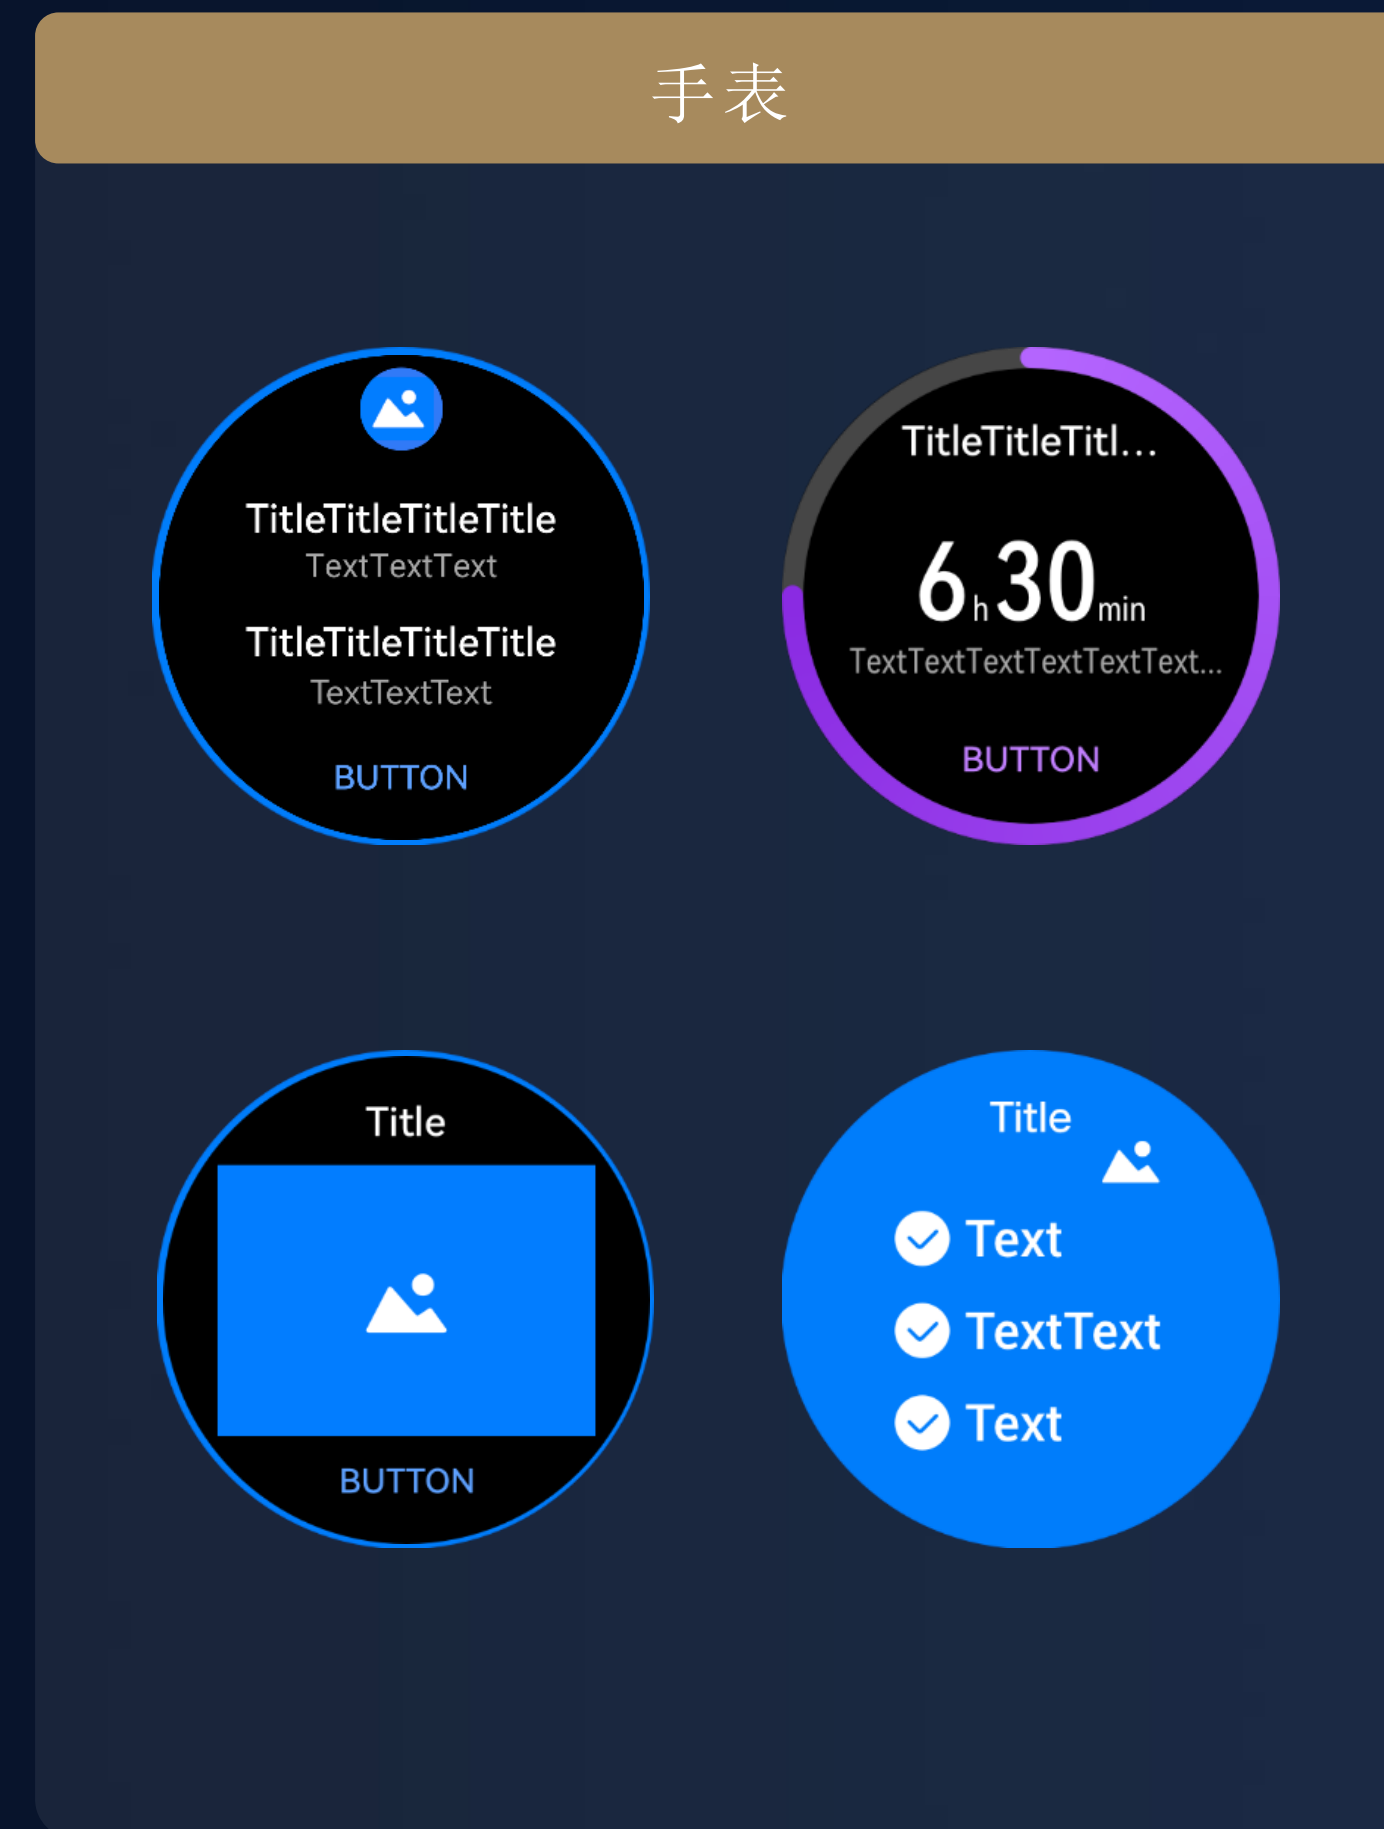 手表
TitleTitleTitleTitle
TextTextText
TitleTitleTitleTitle
TextTextText
BUTTON
TitleTitleTitl...
6h30min
TextTextTextTextTextText...
BUTTON
Title
BUTTON
Title
Text
TextText
Text